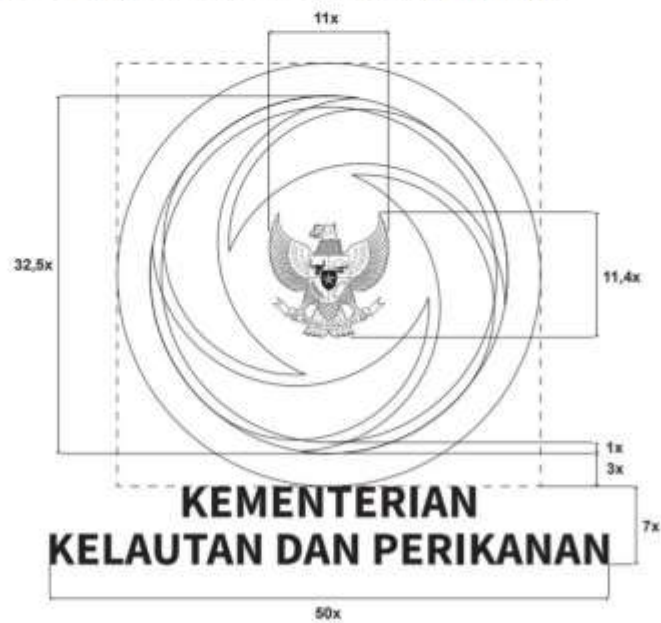 11x
32,5x
11,4x
1x
3x
KEMENTERIAN
KELAUTAN DAN PERIKANAN
7x
50x